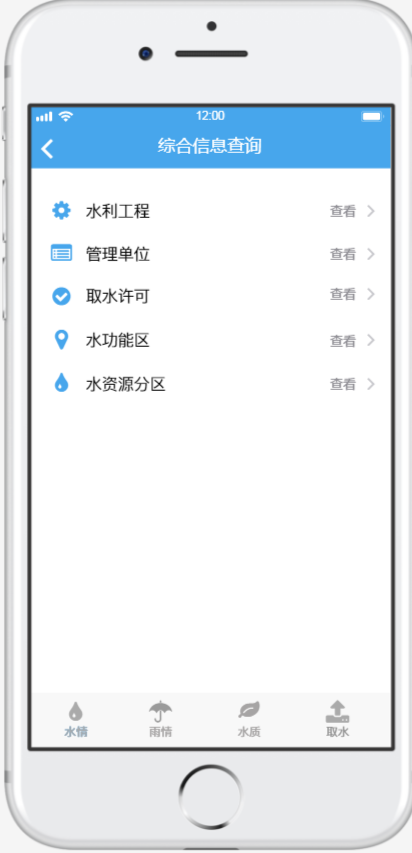 12:00
综合信息查询
水利工程 查看
管理单位 查看
取水许可 查看
水功能区 查看
水资源分区 查看
水情 雨情 水质 取水